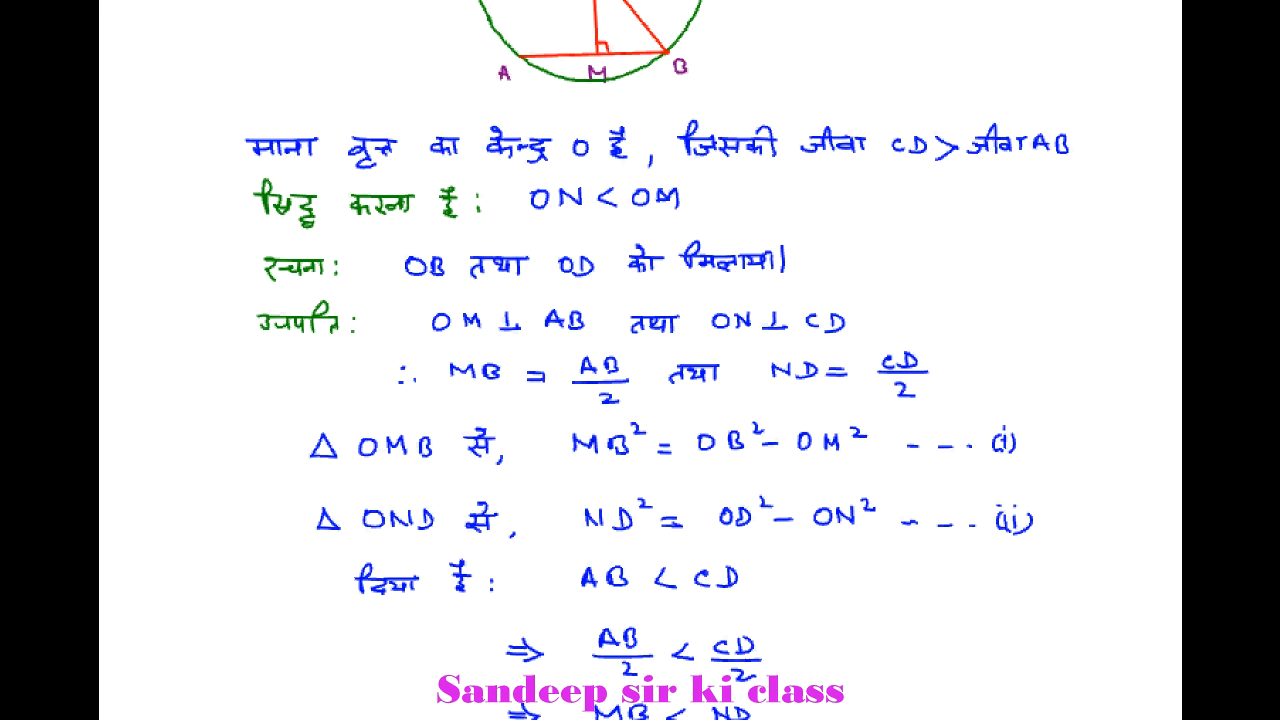 A M B
माना वृत्त का केन्द्र O है, जिसकी जीवा CD > जीवा AB
सिद्ध करना है: ON < OM
रचना: OB तथा OD को मिलाया।
उपपत्ति: OM ⊥ AB तथा ON ⊥ CD
∴ MB = AB/2 तथा ND = CD/2
Δ OMB से, MB² = OB² - OM² ---- (i)
Δ OND से, ND² = OD² - ON² ---- (ii)
दिया है: AB < CD
⇒ AB/2 < CD/2
⇒ MB < ND
Sandeep sir ki class